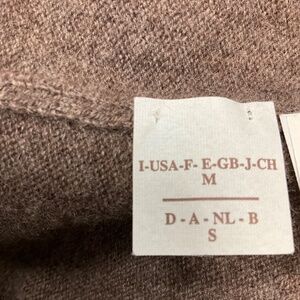 I-USA-F- E-GB-J-CH
M
D - A - NL - B
S